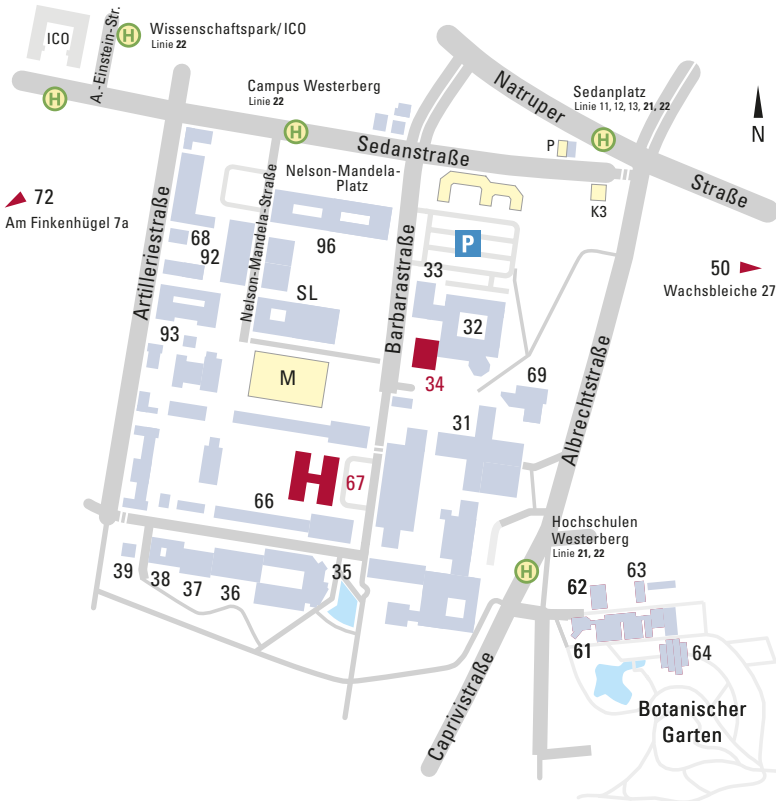 ICO
A.-Einstein-Str.
H
Wissenschaftspark/ICO
Linie 22
H
Campus Westerberg
Linie 22
H
Natruper
Straße
Sedanplatz
Linie 11, 12, 13, 21, 22
H
P
K3
N
Sedanstraße
72
Am Finkenhügel 7a
50
Wachsbleiche 27
Artilleriestraße
Nelson-Mandela-Straße
Nelson-Mandela-
Platz
Barbarastraße
Albrechtstraße
P
68
92
96
33
SL
32
93
M
34
69
31
67
66
39
38
37
36
35
Hochschulen
Westerberg
Linie 21, 22
H
62
63
61
64
Caprivistraße
Botanischer
Garten